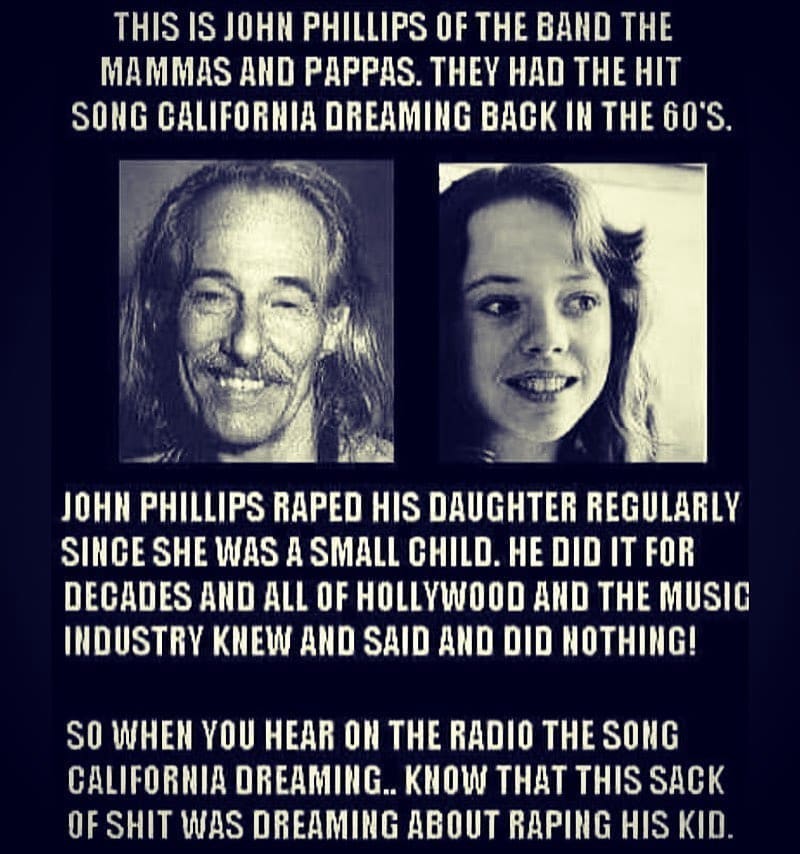 THIS IS JOHN PHILLIPS OF THE BAND THE
MAMMAS AND PAPPAS. THEY HAD THE HIT
SONG CALIFORNIA DREAMING BACK IN THE 60'S.
JOHN PHILLIPS RAPED HIS DAUGHTER REGULARLY
SINCE SHE WAS A SMALL CHILD. HE DID IT FOR
DECADES AND ALL OF HOLLYWOOD AND THE MUSIC
INDUSTRY KNEW AND SAID AND DID NOTHING!
SO WHEN YOU HEAR ON THE RADIO THE SONG
CALIFORNIA DREAMING.. KNOW THAT THIS SACK
OF SHIT WAS DREAMING ABOUT RAPING HIS KID.